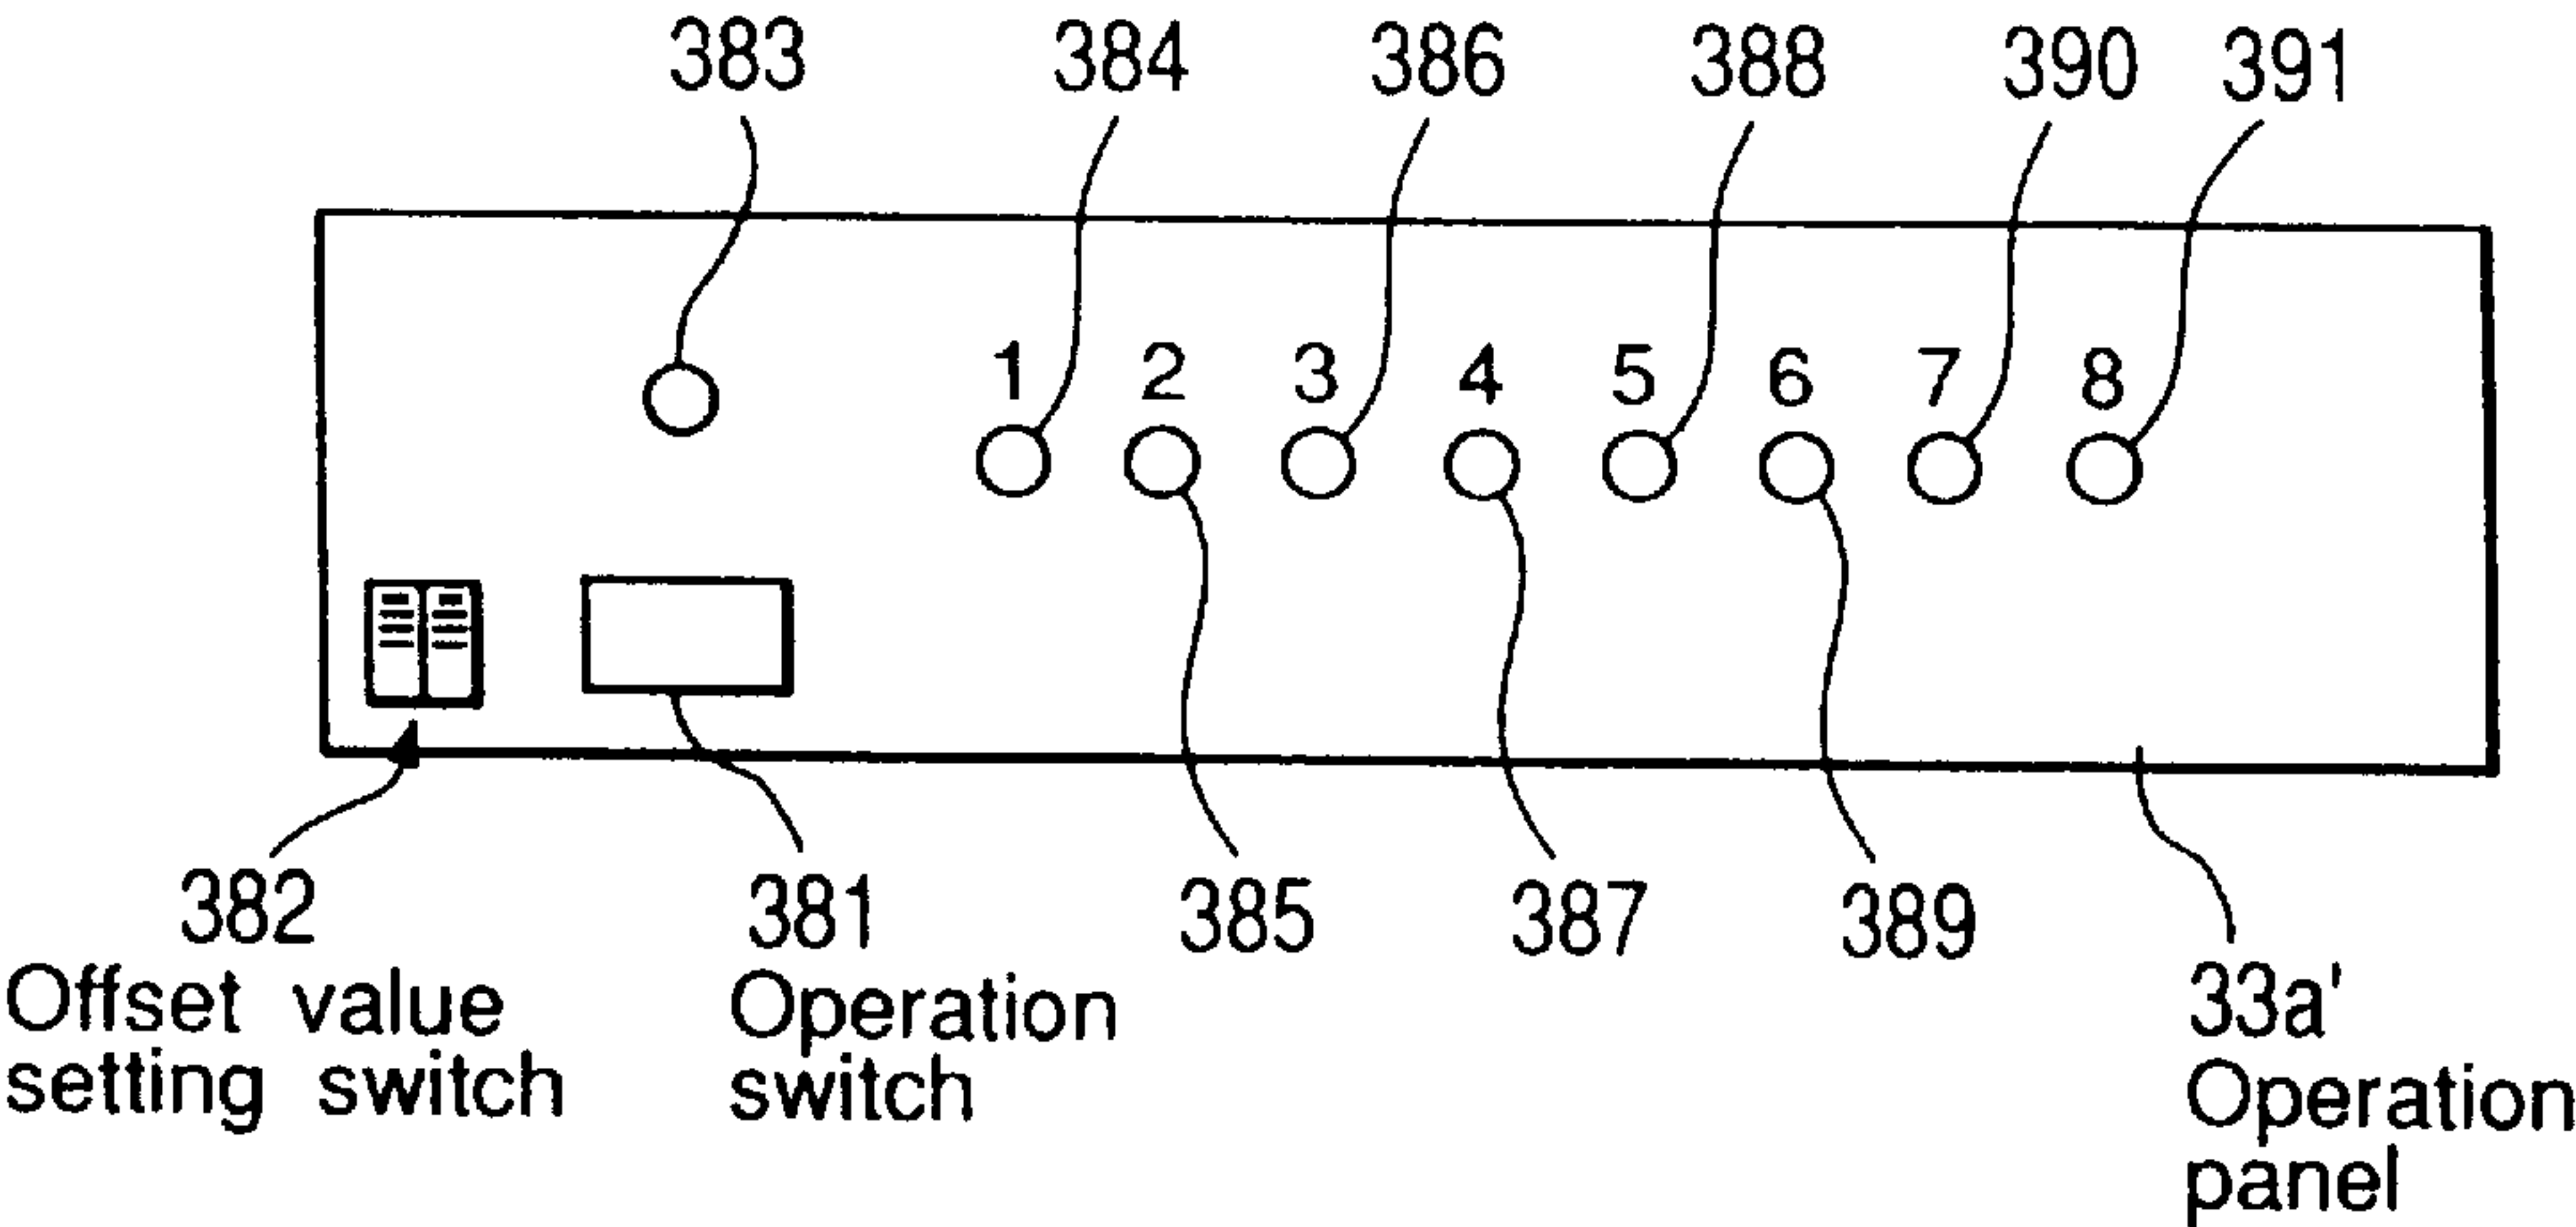 383 384 386 388 390 391
1 2 3 4 5 6 7 8
382 381 385 387 389 33a'
Offset value
setting switch
Operation
switch
Operation
panel